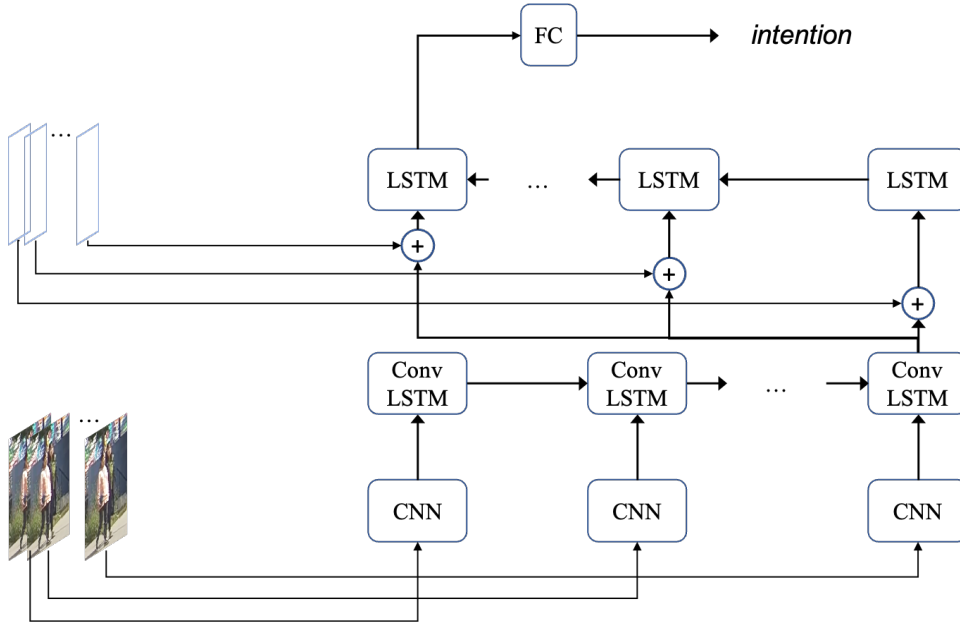 FC
intention
...
LSTM
...
LSTM
LSTM
+
+
+
Conv
LSTM
Conv
LSTM
...
Conv
LSTM
...
CNN
CNN
CNN